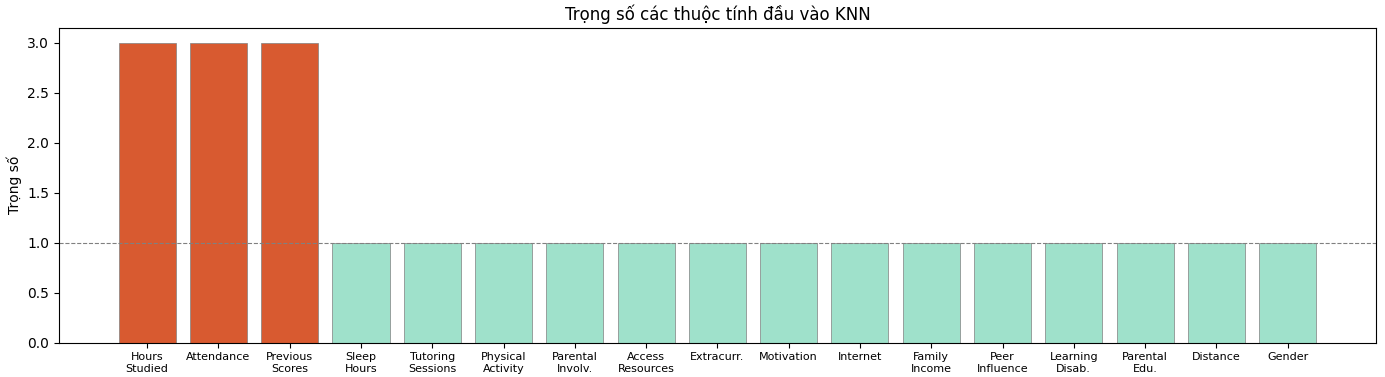 Trọng số các thuộc tính đầu vào KNN
Trọng số
3.0
2.5
2.0
1.5
1.0
0.5
0.0
Hours
Studied
Attendance
Previous
Scores
Sleep
Hours
Tutoring
Sessions
Physical
Activity
Parental
Involv.
Access
Resources
Extracurr.
Motivation
Internet
Family
Income
Peer
Influence
Learning
Disab.
Parental
Edu.
Distance
Gender